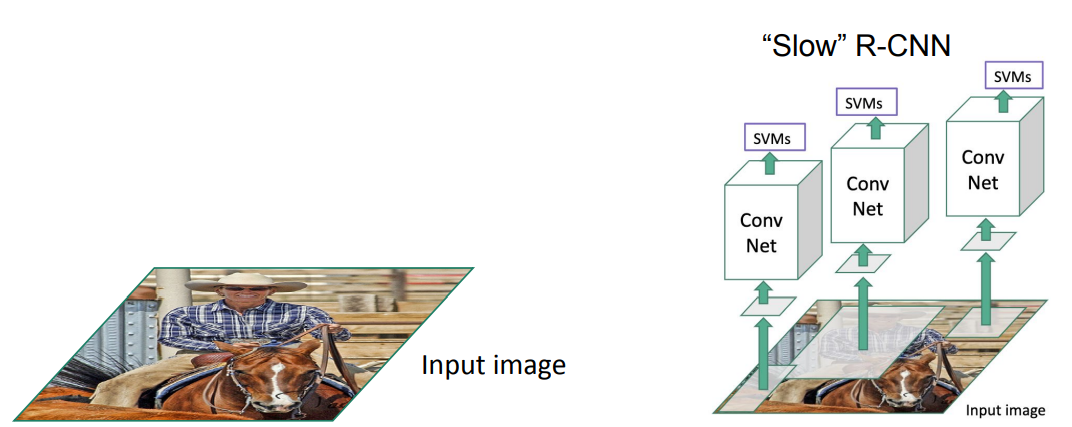 “Slow” R-CNN
SVMs
SVMs
SVMs
Conv
Net
Conv
Net
Conv
Net
Input image
Input image